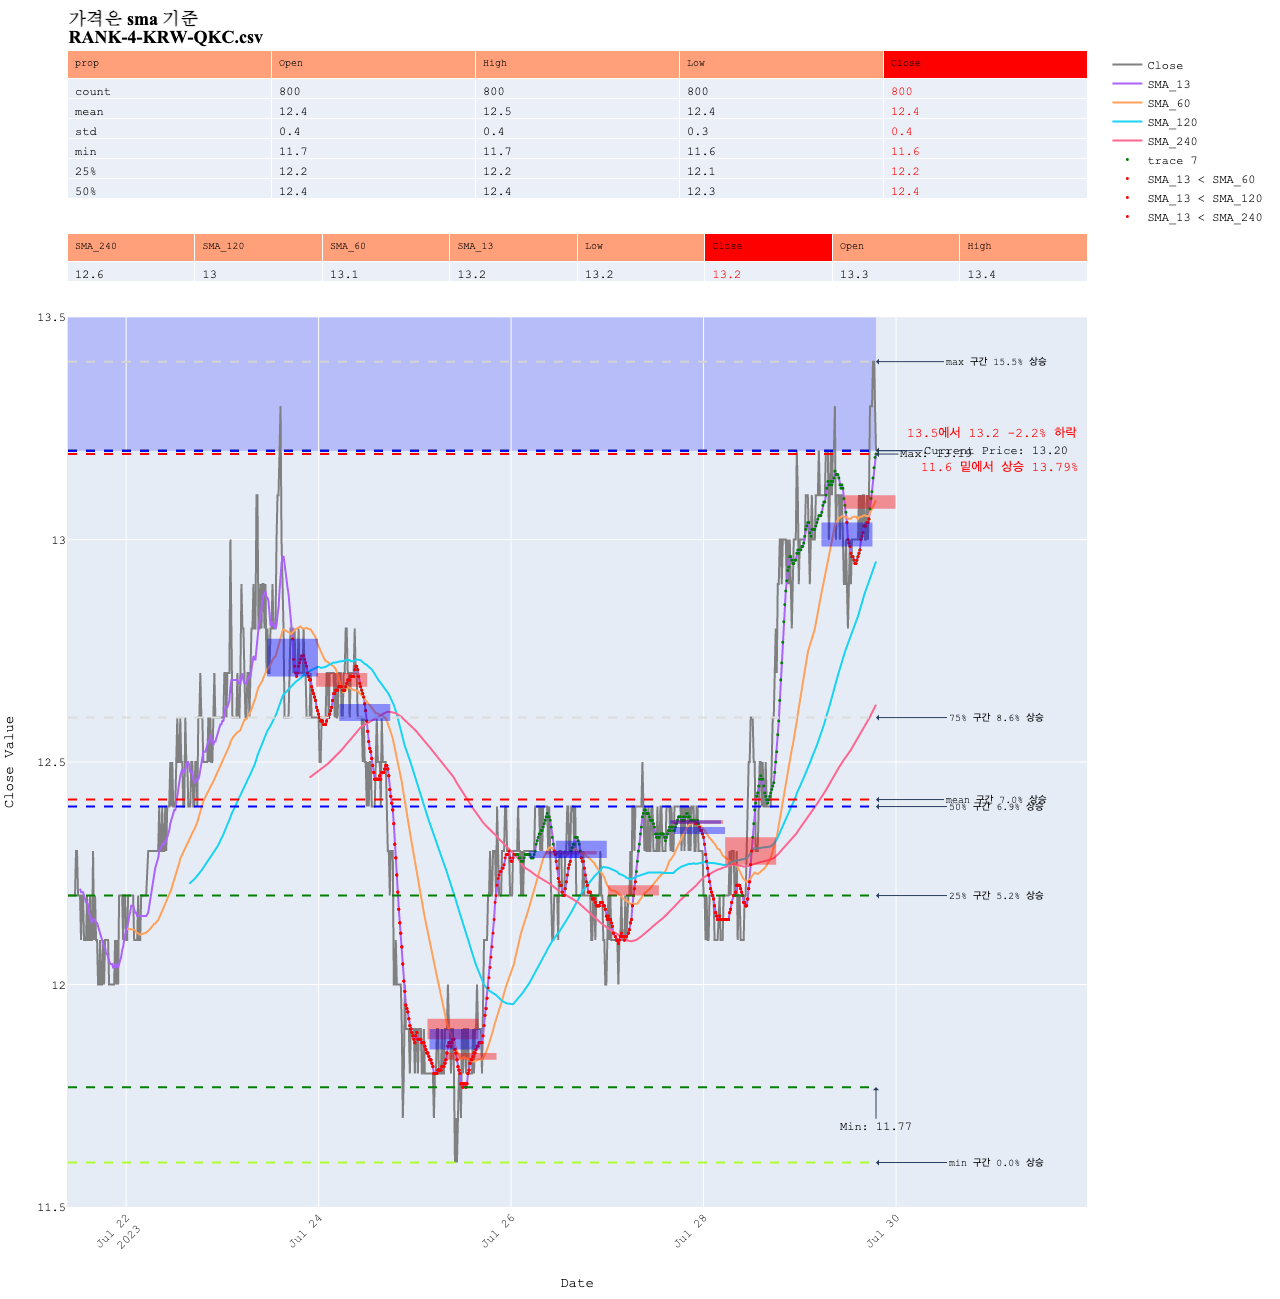 가격은 sma 기준
RANK-4-KRW-QKC.csv
prop Open High Low Close
count 800 800 800 800
mean 12.4 12.5 12.4 12.4
std 0.4 0.4 0.3 0.4
min 11.7 11.7 11.6 11.6
25% 12.2 12.2 12.1 12.2
50% 12.4 12.4 12.3 12.4
SMA_240 SMA_120 SMA_60 SMA_13 Low Close Open High
12.6 13 13.1 13.2 13.2 13.2 13.3 13.4
Close
SMA_13
SMA_60
SMA_120
SMA_240
trace 7
SMA_13 < SMA_60
SMA_13 < SMA_120
SMA_13 < SMA_240
13.5
max 구간 15.5% 상승
13.5에서 13.2 -2.2% 하락
Current Price: 13.20
Max: 13.19
11.6 밑에서 상승 13.79%
13
75% 구간 8.6% 상승
12.5
mean 구간 7.0% 상승
50% 구간 6.9% 상승
25% 구간 5.2% 상승
12
Min: 11.77
min 구간 0.0% 상승
11.5
Close Value
Jul 22
2023
Jul 24
Jul 26
Jul 28
Jul 30
Date